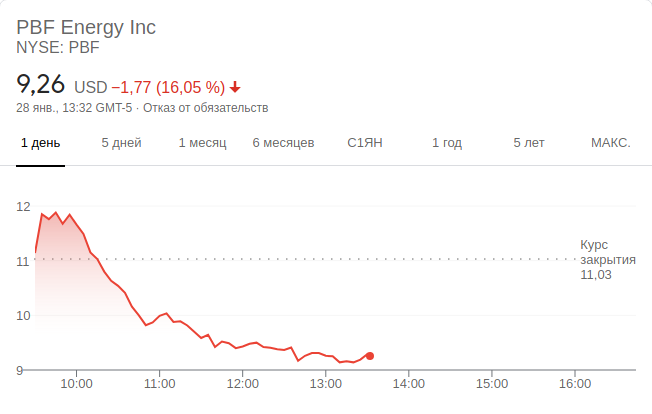 PBF Energy Inc
NYSE: PBF
9,26 USD −1,77 (16,05 %)
28 янв., 13:32 GMT-5 · Отказ от обязательств
1 день 5 дней 1 месяц 6 месяцев С1ЯН 1 год 5 лет МАКС.
12
11
10
9
Курс
закрытия
11,03
10:00 11:00 12:00 13:00 14:00 15:00 16:00